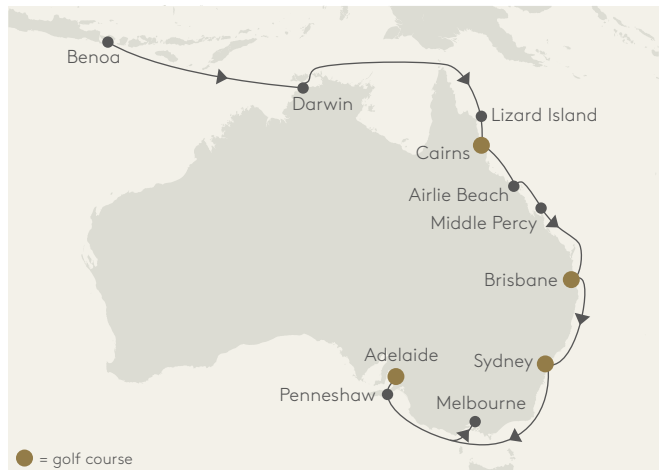 Benoa
Darwin
Lizard Island
Cairns
Airlie Beach
Middle Percy
Brisbane
Adelaide
Sydney
Penneshaw
Melbourne
= golf course